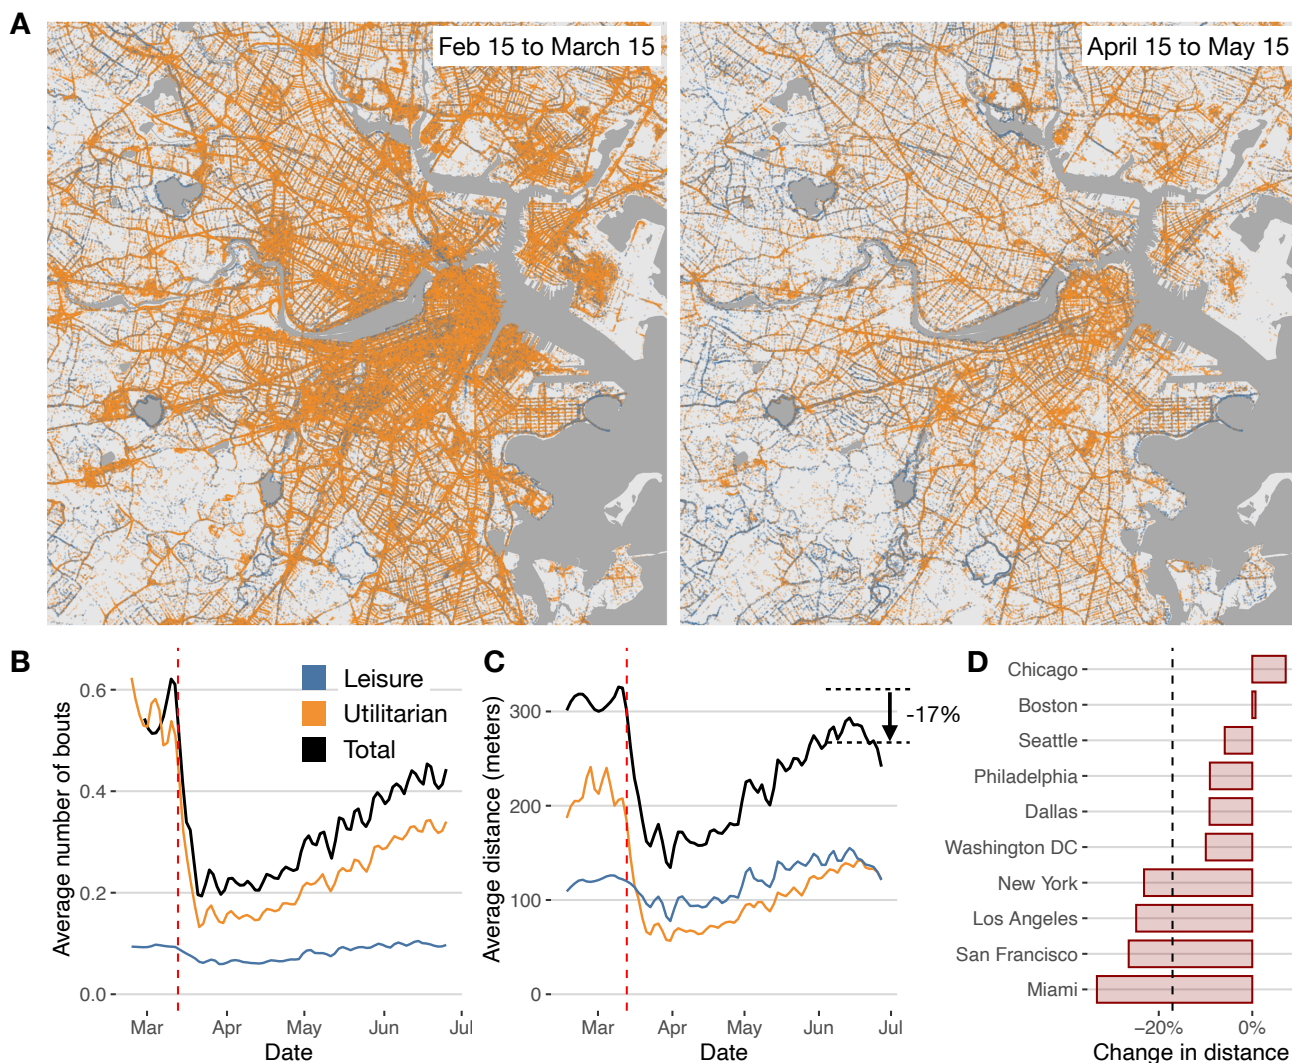 A
Feb 15 to March 15
April 15 to May 15
B
Leisure
Utilitarian
Total
Average number of bouts
0.6
0.4
0.2
0.0
Mar
Apr
May
Jun
Jul
Date
C
-17%
Average distance (meters)
300
200
100
0
Mar
Apr
May
Jun
Jul
Date
D
Chicago
Boston
Seattle
Philadelphia
Dallas
Washington DC
New York
Los Angeles
San Francisco
Miami
−20%
0%
Change in distance